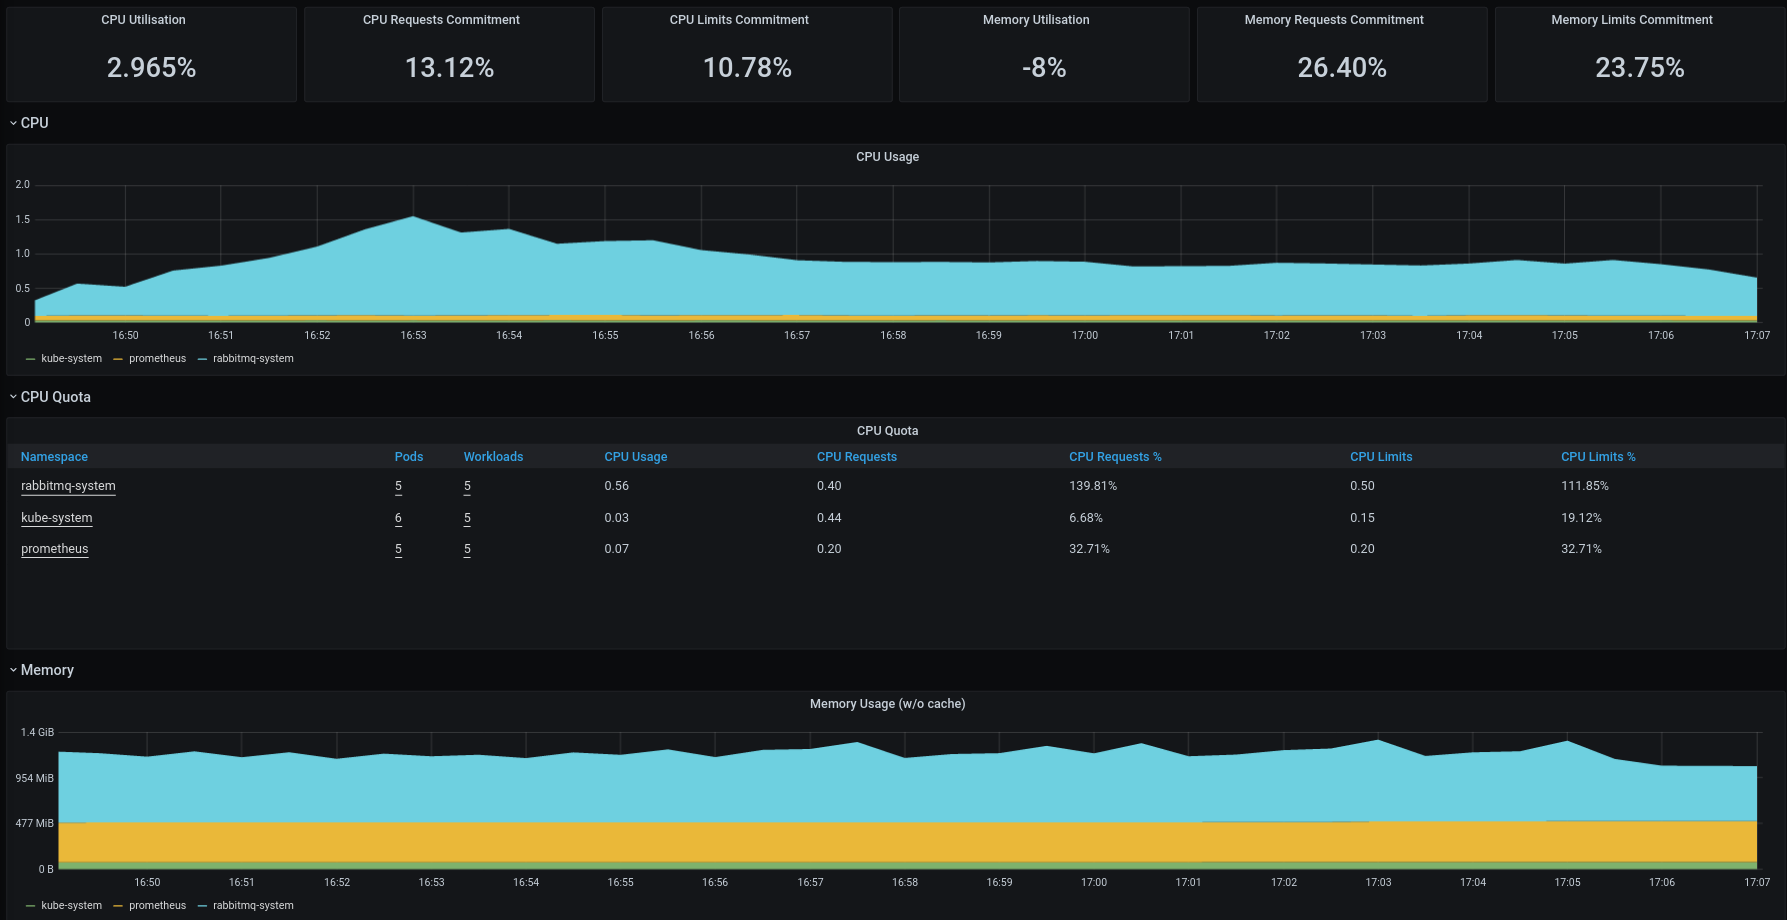 CPU Utilisation
CPU Requests Commitment
CPU Limits Commitment
Memory Utilisation
Memory Requests Commitment
Memory Limits Commitment
2.965%
13.12%
10.78%
-8%
26.40%
23.75%
CPU
CPU Usage
2.0
1.5
1.0
0.5
0
16:50 16:51 16:52 16:53 16:54 16:55 16:56 16:57 16:58 16:59 17:00 17:01 17:02 17:03 17:04 17:05 17:06 17:07
kube-system prometheus rabbitmq-system
CPU Quota
CPU Quota
Namespace Pods Workloads CPU Usage CPU Requests CPU Requests % CPU Limits CPU Limits %
rabbitmq-system 5 5 0.56 0.40 139.81% 0.50 111.85%
kube-system 6 5 0.03 0.44 6.68% 0.15 19.12%
prometheus 5 5 0.07 0.20 32.71% 0.20 32.71%
Memory
Memory Usage (w/o cache)
1.4 GiB
954 MiB
477 MiB
0 B
16:50 16:51 16:52 16:53 16:54 16:55 16:56 16:57 16:58 16:59 17:00 17:01 17:02 17:03 17:04 17:05 17:06 17:07
kube-system prometheus rabbitmq-system